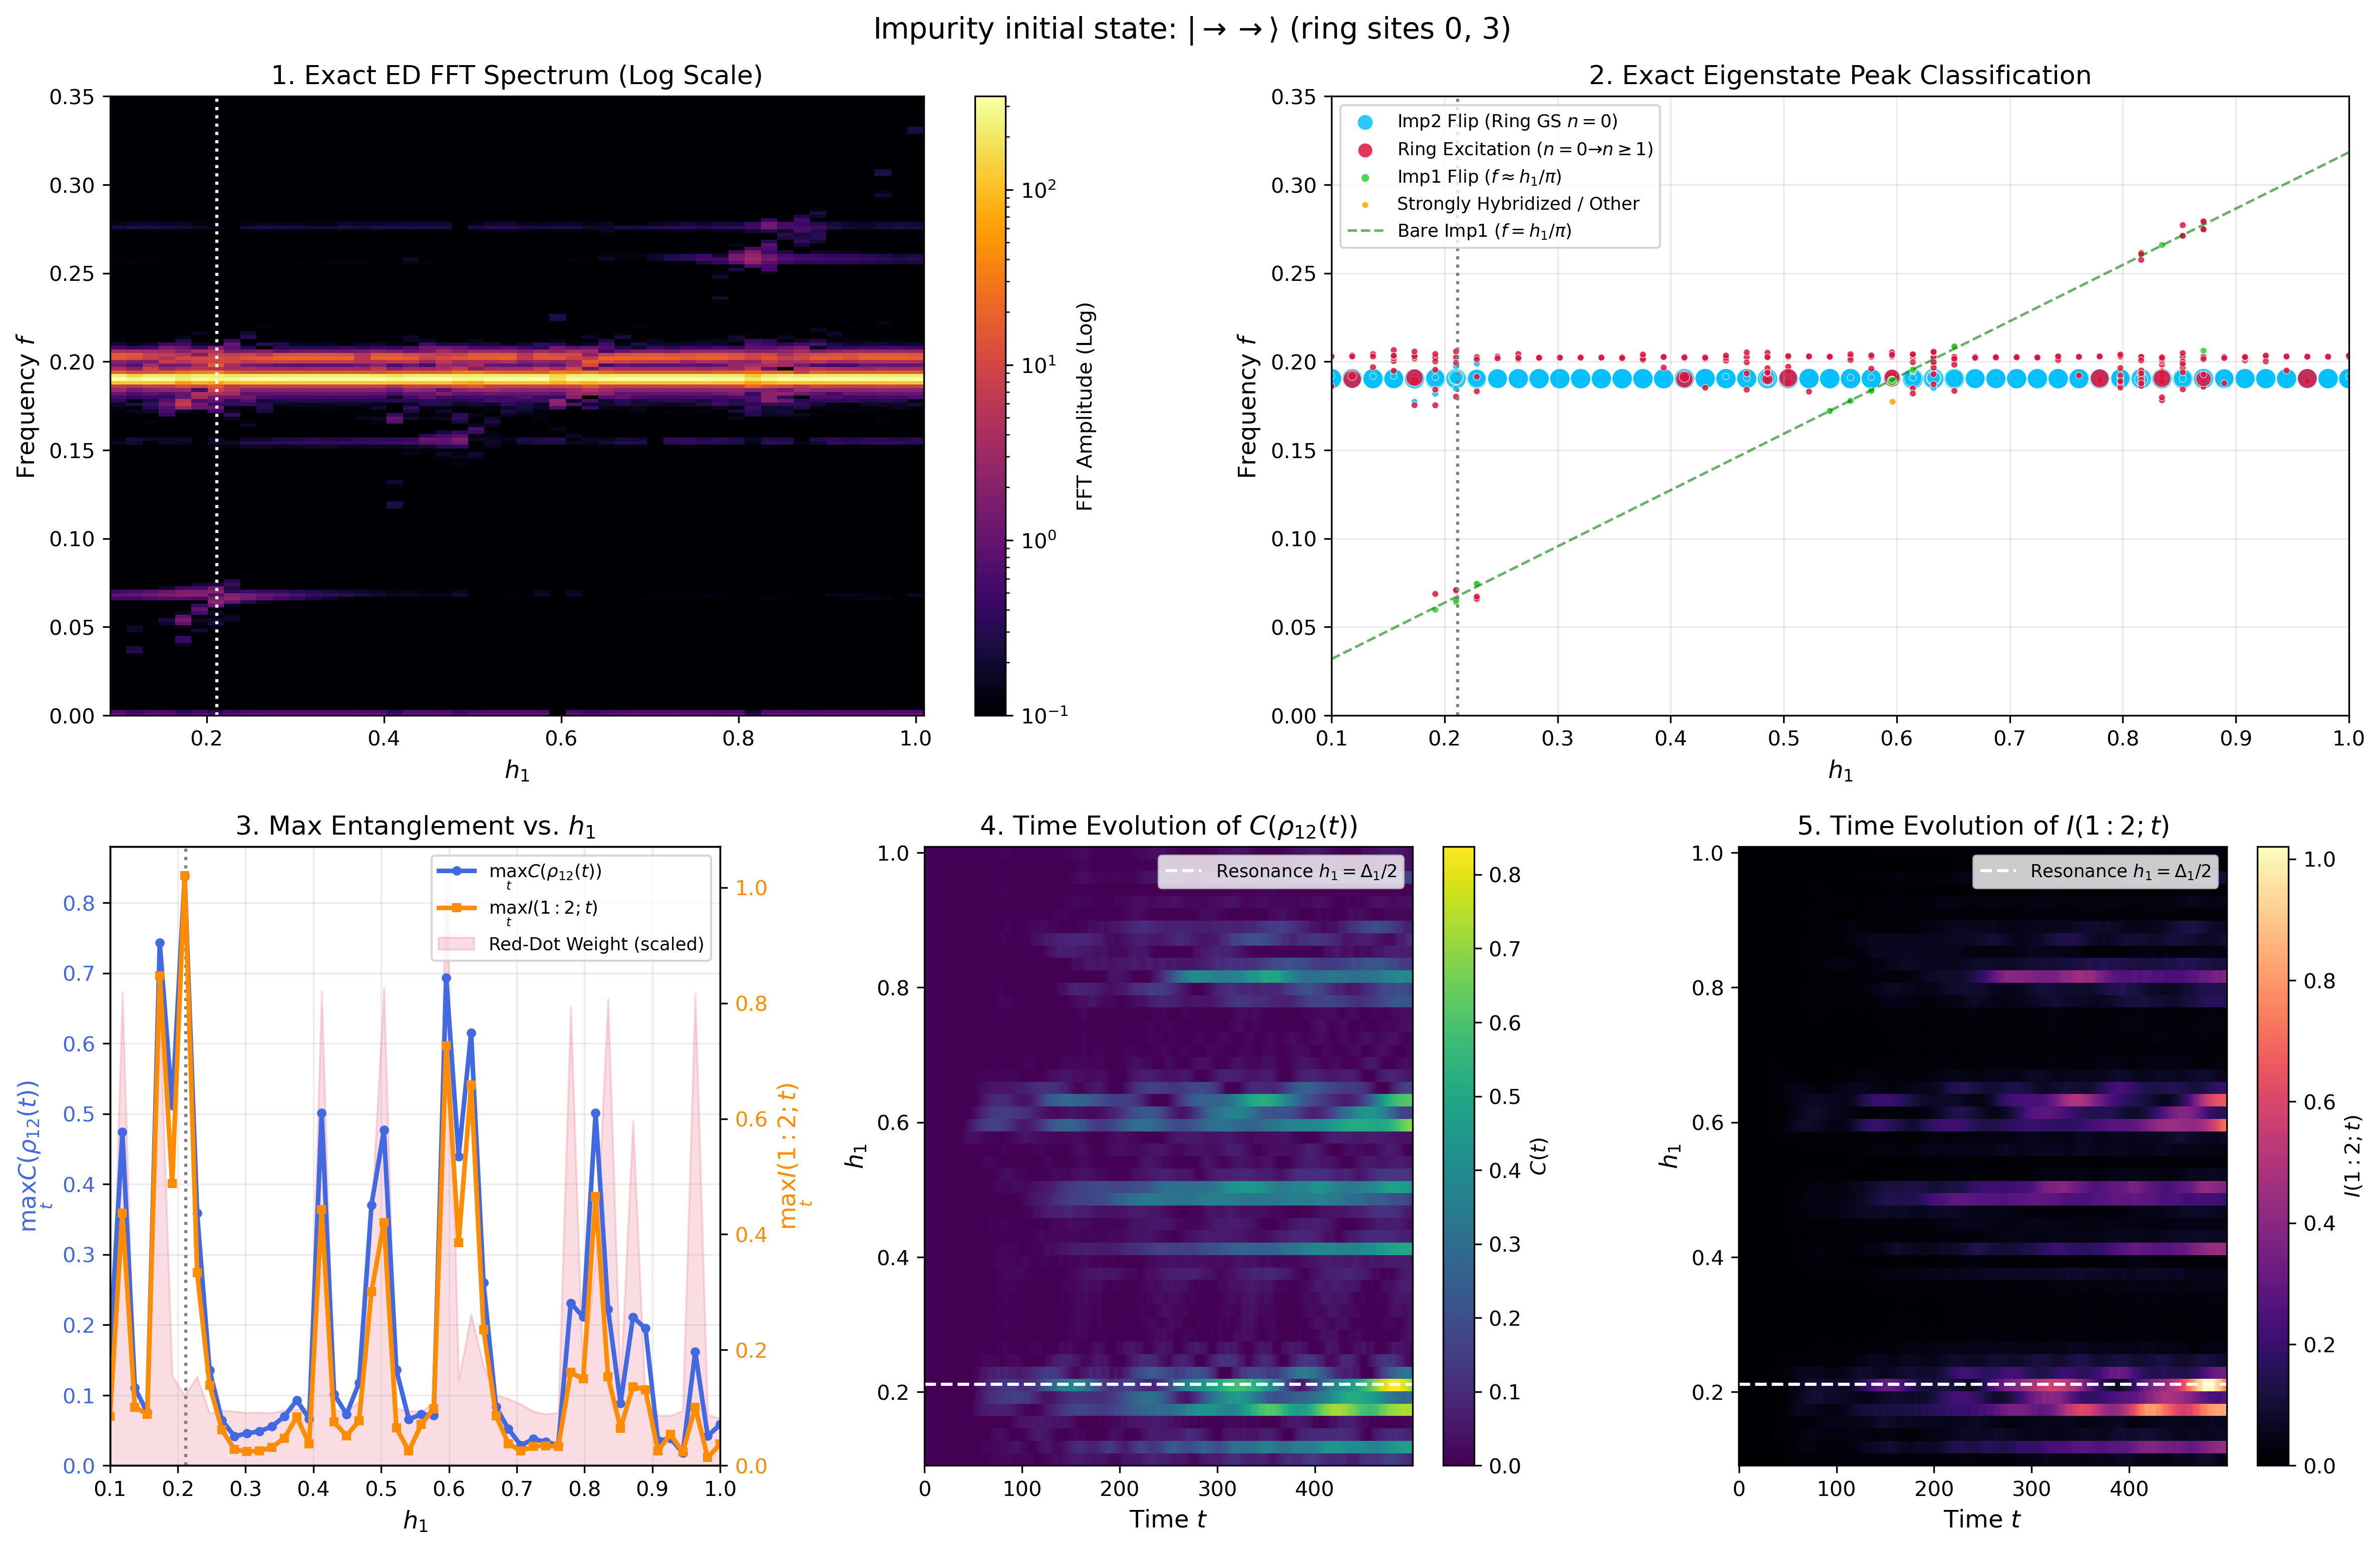 Impurity initial state: |→→⟩ (ring sites 0, 3)
1. Exact ED FFT Spectrum (Log Scale)
0.35
0.30
0.25
0.20
0.15
0.10
0.05
0.00
Frequency f
0.2 0.4 0.6 0.8 1.0
h₁
10²
10¹
10⁰
10⁻¹
FFT Amplitude (Log)
2. Exact Eigenstate Peak Classification
0.35
0.30
0.25
0.20
0.15
0.10
0.05
0.00
Frequency f
Imp2 Flip (Ring GS n = 0)
Ring Excitation (n = 0→n ≥ 1)
Imp1 Flip (f ≈ h₁/π)
Strongly Hybridized / Other
Bare Imp1 (f = h₁/π)
0.1 0.2 0.3 0.4 0.5 0.6 0.7 0.8 0.9 1.0
h₁
3. Max Entanglement vs. h₁
0.8
0.7
0.6
0.5
0.4
0.3
0.2
0.1
0.0
max C(ρ₁₂(t))
t
max C(ρ₁₂(t))
t
max I(1 : 2; t)
t
Red-Dot Weight (scaled)
1.0
0.8
0.6
0.4
0.2
0.0
max I(1 : 2; t)
t
0.1 0.2 0.3 0.4 0.5 0.6 0.7 0.8 0.9 1.0
h₁
4. Time Evolution of C(ρ₁₂(t))
1.0
0.8
0.6
0.4
0.2
h₁
Resonance h₁ = Δ₁/2
0 100 200 300 400
Time t
0.8
0.7
0.6
0.5
0.4
0.3
0.2
0.1
0.0
C(t)
5. Time Evolution of I(1 : 2; t)
1.0
0.8
0.6
0.4
0.2
h₁
Resonance h₁ = Δ₁/2
0 100 200 300 400
Time t
1.0
0.8
0.6
0.4
0.2
0.0
I(1 : 2; t)